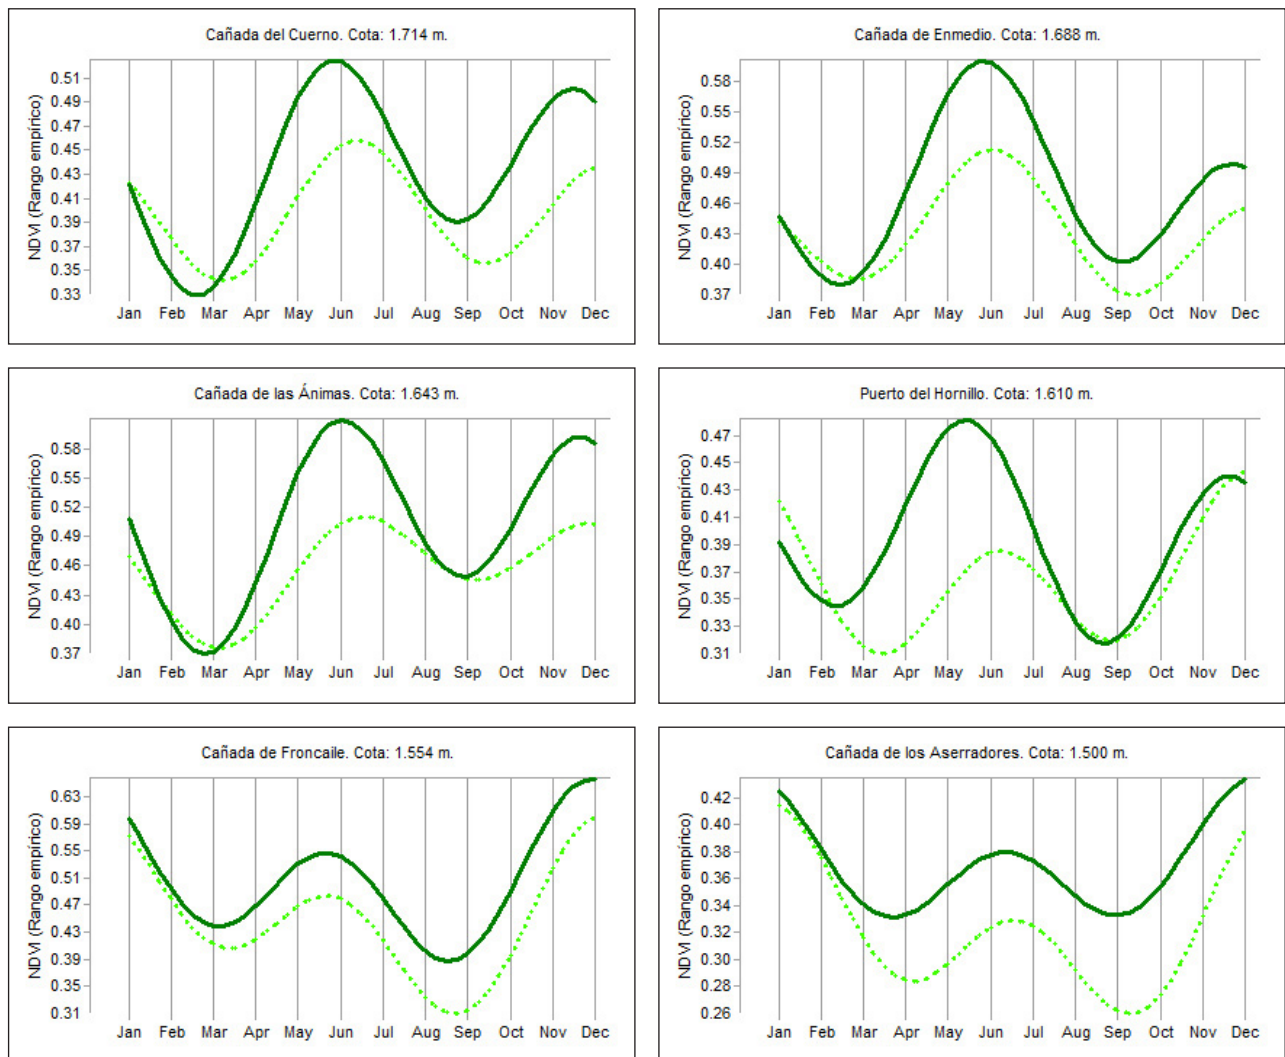 Cañada del Cuerno. Cota: 1.714 m.
NDVI (Rango empírico)
0.51
0.49
0.47
0.45
0.43
0.41
0.39
0.37
0.35
0.33
Jan Feb Mar Apr May Jun Jul Aug Sep Oct Nov Dec
Cañada de Enmedio. Cota: 1.688 m.
NDVI (Rango empírico)
0.58
0.55
0.52
0.49
0.46
0.43
0.40
0.37
Jan Feb Mar Apr May Jun Jul Aug Sep Oct Nov Dec
Cañada de las Ánimas. Cota: 1.643 m.
NDVI (Rango empírico)
0.58
0.55
0.52
0.49
0.46
0.43
0.40
0.37
Jan Feb Mar Apr May Jun Jul Aug Sep Oct Nov Dec
Puerto del Hornillo. Cota: 1.610 m.
NDVI (Rango empírico)
0.47
0.45
0.43
0.41
0.39
0.37
0.35
0.33
0.31
Jan Feb Mar Apr May Jun Jul Aug Sep Oct Nov Dec
Cañada de Froncaile. Cota: 1.554 m.
NDVI (Rango empírico)
0.63
0.59
0.55
0.51
0.47
0.43
0.39
0.35
0.31
Jan Feb Mar Apr May Jun Jul Aug Sep Oct Nov Dec
Cañada de los Aserradores. Cota: 1.500 m.
NDVI (Rango empírico)
0.42
0.40
0.38
0.36
0.34
0.32
0.30
0.28
0.26
Jan Feb Mar Apr May Jun Jul Aug Sep Oct Nov Dec